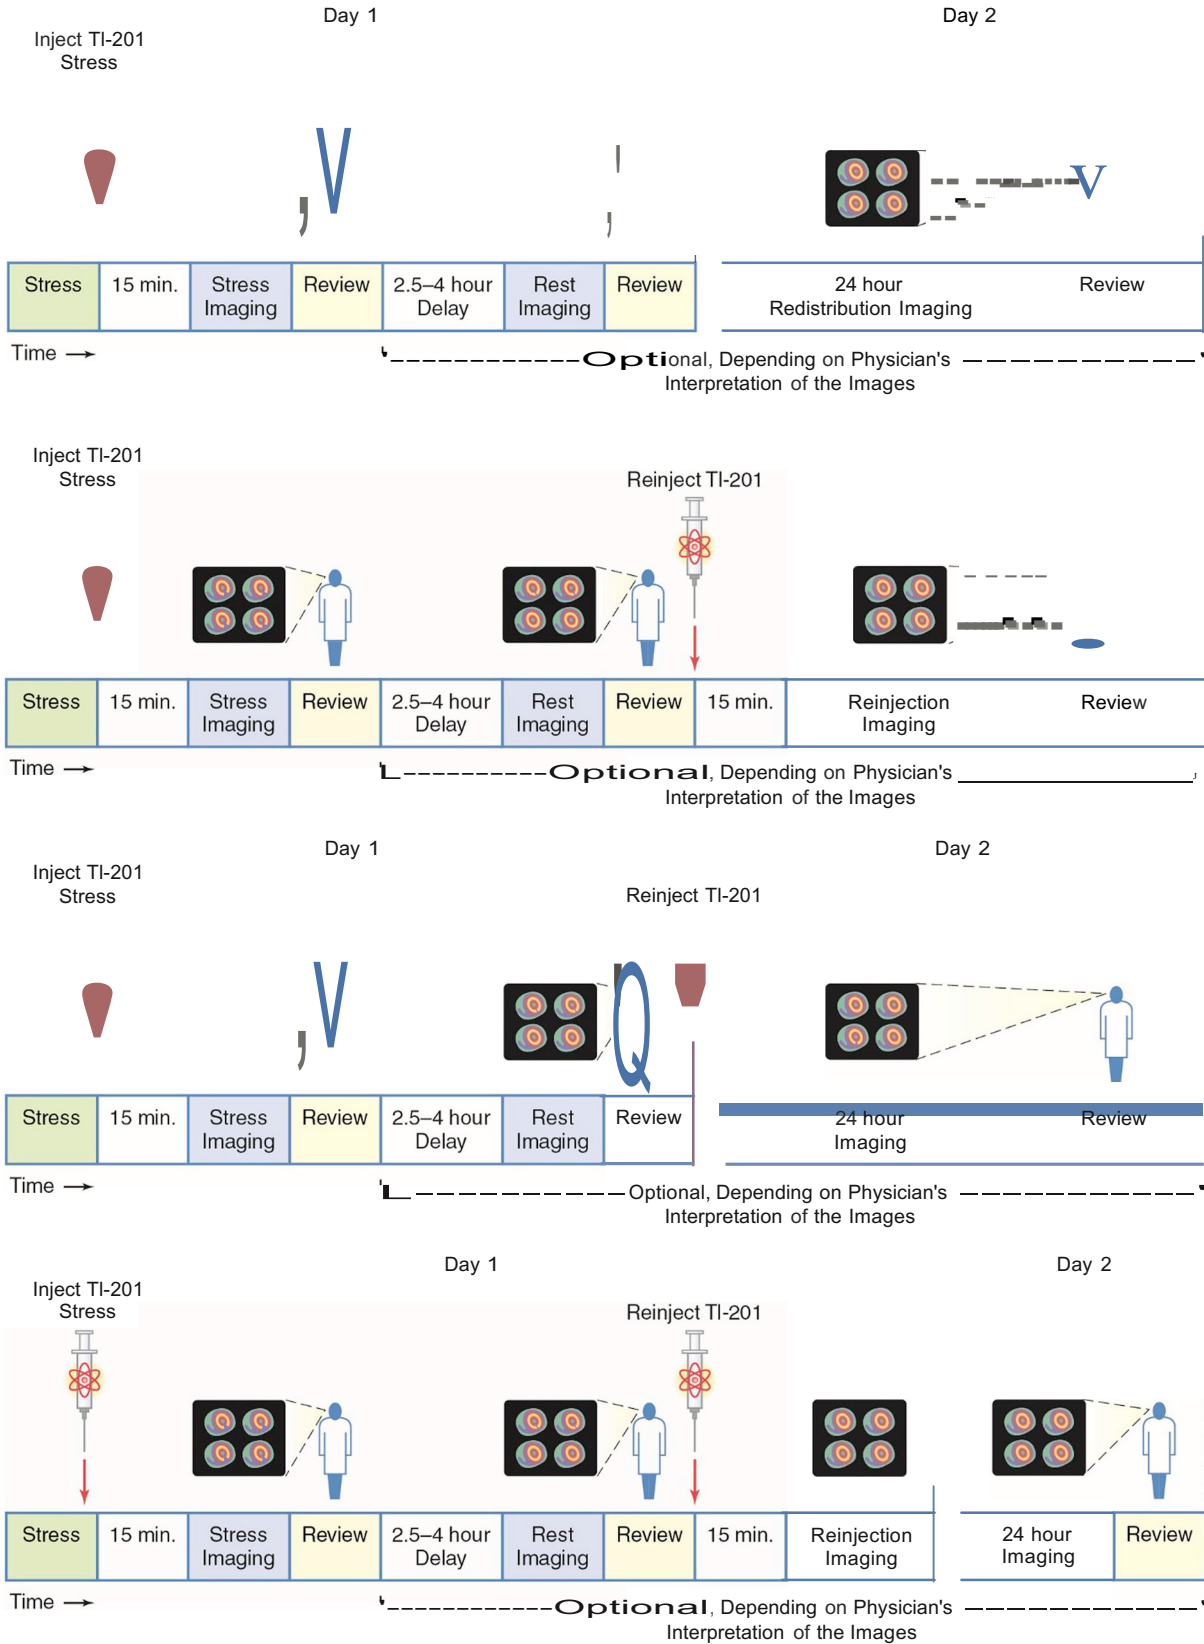 Day 1
Day 2
Inject Tl-201
Stress
Stress
15 min.
Stress
Imaging
Review
2.5–4 hour
Delay
Rest
Imaging
Review
24 hour
Redistribution Imaging
Review
Time →
Optional, Depending on Physician's
Interpretation of the Images
Inject Tl-201
Stress
Reinject Tl-201
Stress
15 min.
Stress
Imaging
Review
2.5–4 hour
Delay
Rest
Imaging
Review
15 min.
Reinjection
Imaging
Review
Time →
Optional, Depending on Physician's
Interpretation of the Images
Day 1
Day 2
Inject Tl-201
Stress
Reinject Tl-201
Stress
15 min.
Stress
Imaging
Review
2.5–4 hour
Delay
Rest
Imaging
Review
24 hour
Imaging
Review
Time →
Optional, Depending on Physician's
Interpretation of the Images
Day 1
Day 2
Inject Tl-201
Stress
Reinject Tl-201
Stress
15 min.
Stress
Imaging
Review
2.5–4 hour
Delay
Rest
Imaging
Review
15 min.
Reinjection
Imaging
24 hour
Imaging
Review
Time →
Optional, Depending on Physician's
Interpretation of the Images